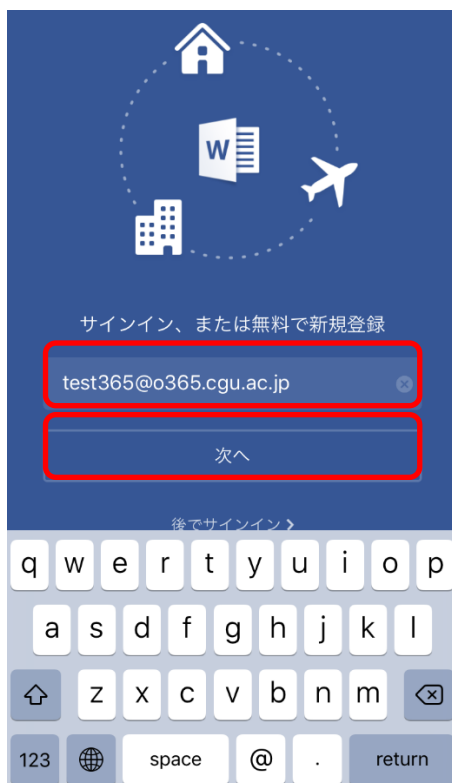 W
サインイン、または無料で新規登録
test365@o365.cgu.ac.jp
次へ
後でサインイン >
q w e r t y u i o p
a s d f g h j k l
z x c v b n m
123 space @ . return